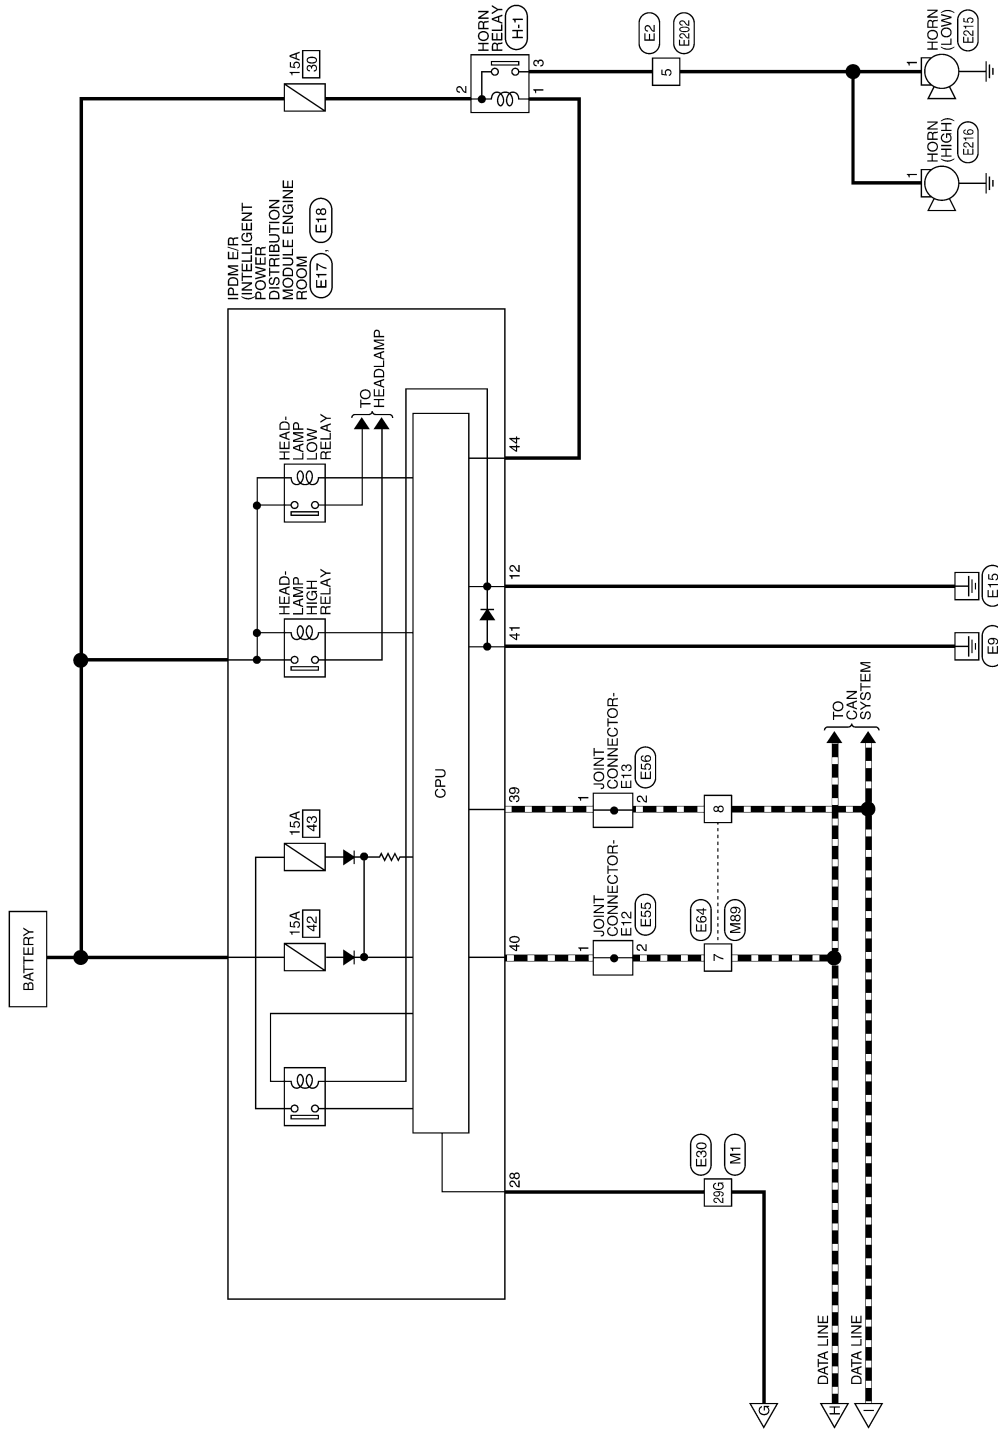 BATTERY
15A
30
HORN
RELAY
H-1
2
3
1
E2
E202
5
HORN
(LOW)
E215
1
HORN
(HIGH)
E216
1
IPDM E/R
(INTELLIGENT
POWER
DISTRIBUTION
MODULE ENGINE
ROOM
E17 , E18
HEAD-
LAMP
LOW
RELAY
TO
HEADLAMP
HEAD-
LAMP
HIGH
RELAY
15A
43
15A
42
CPU
44
12
41
39
40
28
E15
E9
JOINT
CONNECTOR-
E13
E56
1
2
JOINT
CONNECTOR-
E12
E55
1
2
8
7
E64
M89
TO
CAN
SYSTEM
E30
M1
29G
DATA LINE
DATA LINE
G
H
I